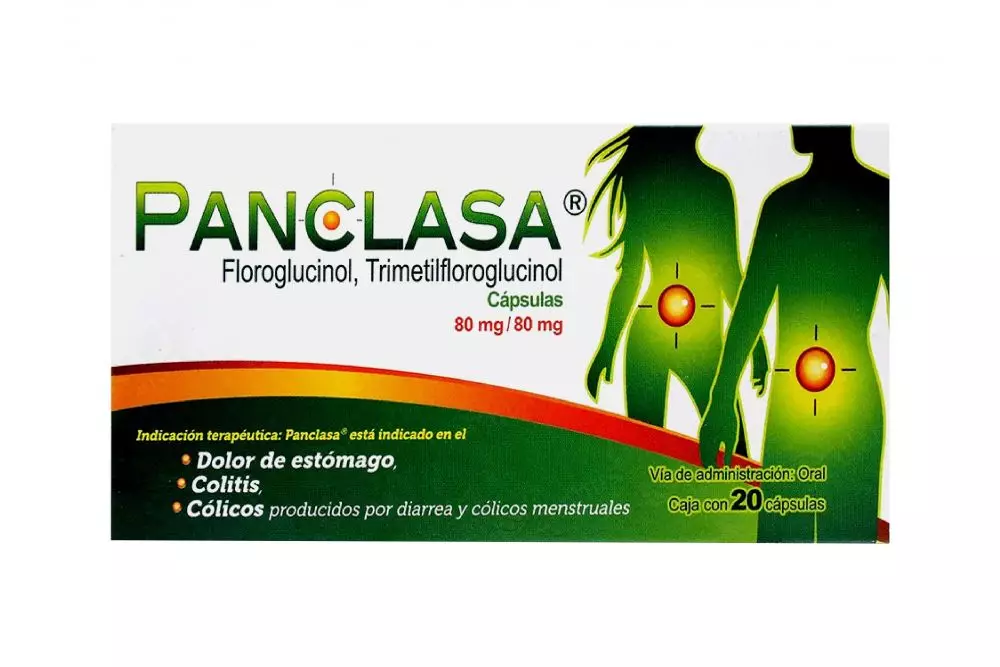 PANCLASA®
Floroglucinol, Trimetilfloroglucinol
Cápsulas
80 mg/80 mg
Indicación terapéutica: Panclasa® está indicado en el
• Dolor de estómago,
• Colitis,
• Cólicos producidos por diarrea y cólicos menstruales
Vía de administración: Oral
Caja con 20 cápsulas